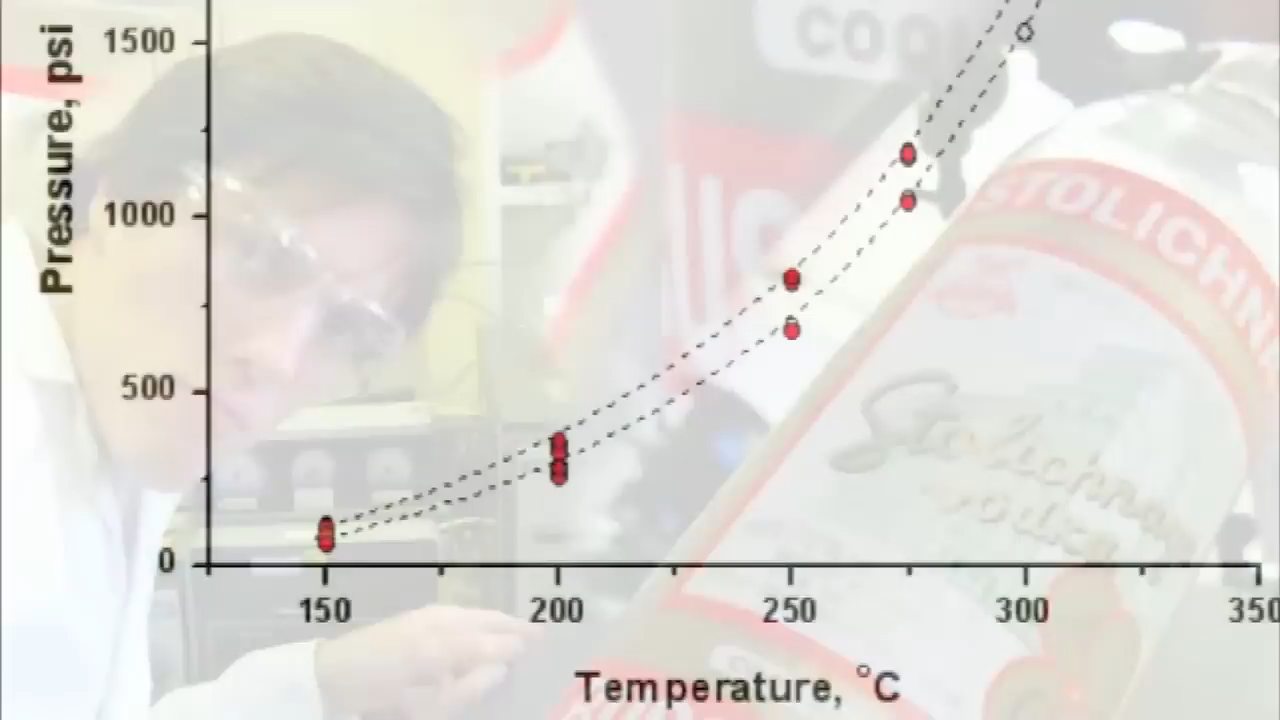 Pressure, psi
1500
1000
500
0
150 200 250 300 350
Temperature, °C
STOLICHN
Stolichnaya
vodka